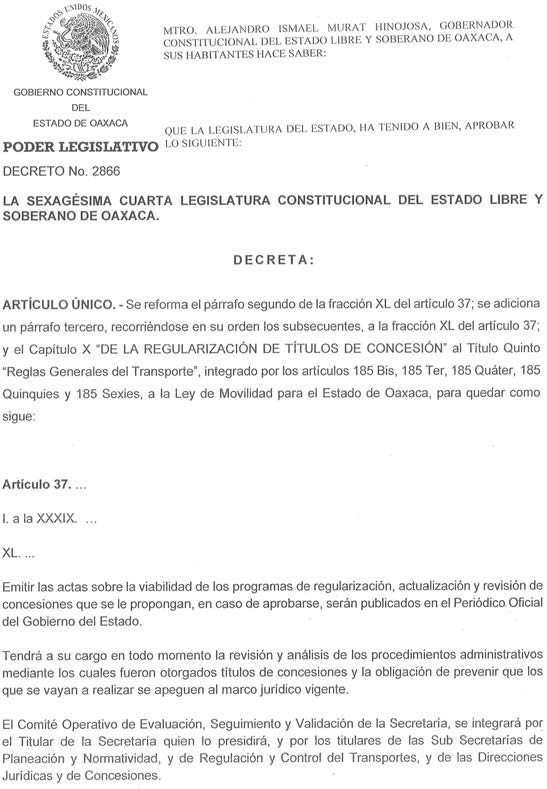 ESTADOS UNIDOS MEXICANOS
MTRO. ALEJANDRO ISMAEL MURAT HINOJOSA, GOBERNADOR
CONSTITUCIONAL DEL ESTADO LIBRE Y SOBERANO DE OAXACA, A
SUS HABITANTES HACE SABER:
GOBIERNO CONSTITUCIONAL
DEL
ESTADO DE OAXACA
PODER LEGISLATIVO
QUE LA LEGISLATURA DEL ESTADO, HA TENIDO A BIEN, APROBAR
LO SIGUIENTE:
DECRETO No. 2866
LA SEXAGÉSIMA CUARTA LEGISLATURA CONSTITUCIONAL DEL ESTADO LIBRE Y
SOBERANO DE OAXACA.
DECRETA:
ARTÍCULO ÚNICO. - Se reforma el párrafo segundo de la fracción XL del artículo 37; se adiciona
un párrafo tercero, recorriéndose en su orden los subsecuentes, a la fracción XL del artículo 37;
y el Capítulo X “DE LA REGULARIZACIÓN DE TÍTULOS DE CONCESIÓN” al Título Quinto
“Reglas Generales del Transporte”, integrado por los artículos 185 Bis, 185 Ter, 185 Quáter, 185
Quinquies y 185 Sexies, a la Ley de Movilidad para el Estado de Oaxaca, para quedar como
sigue:
Artículo 37. ...
I. a la XXXIX. ...
XL. ...
Emitir las actas sobre la viabilidad de los programas de regularización, actualización y revisión de
concesiones que se le propongan, en caso de aprobarse, serán publicados en el Periódico Oficial
del Gobierno del Estado.
Tendrá a su cargo en todo momento la revisión y análisis de los procedimientos administrativos
mediante los cuales fueron otorgados títulos de concesiones y la obligación de prevenir que los
que se vayan a realizar se apeguen al marco jurídico vigente.
El Comité Operativo de Evaluación, Seguimiento y Validación de la Secretaría, se integrará por
el Titular de la Secretaría quien lo presidirá, y por los titulares de las Sub Secretarías de
Planeación y Normatividad, y de Regulación y Control del Transportes, y de las Direcciones
Jurídicas y de Concesiones.